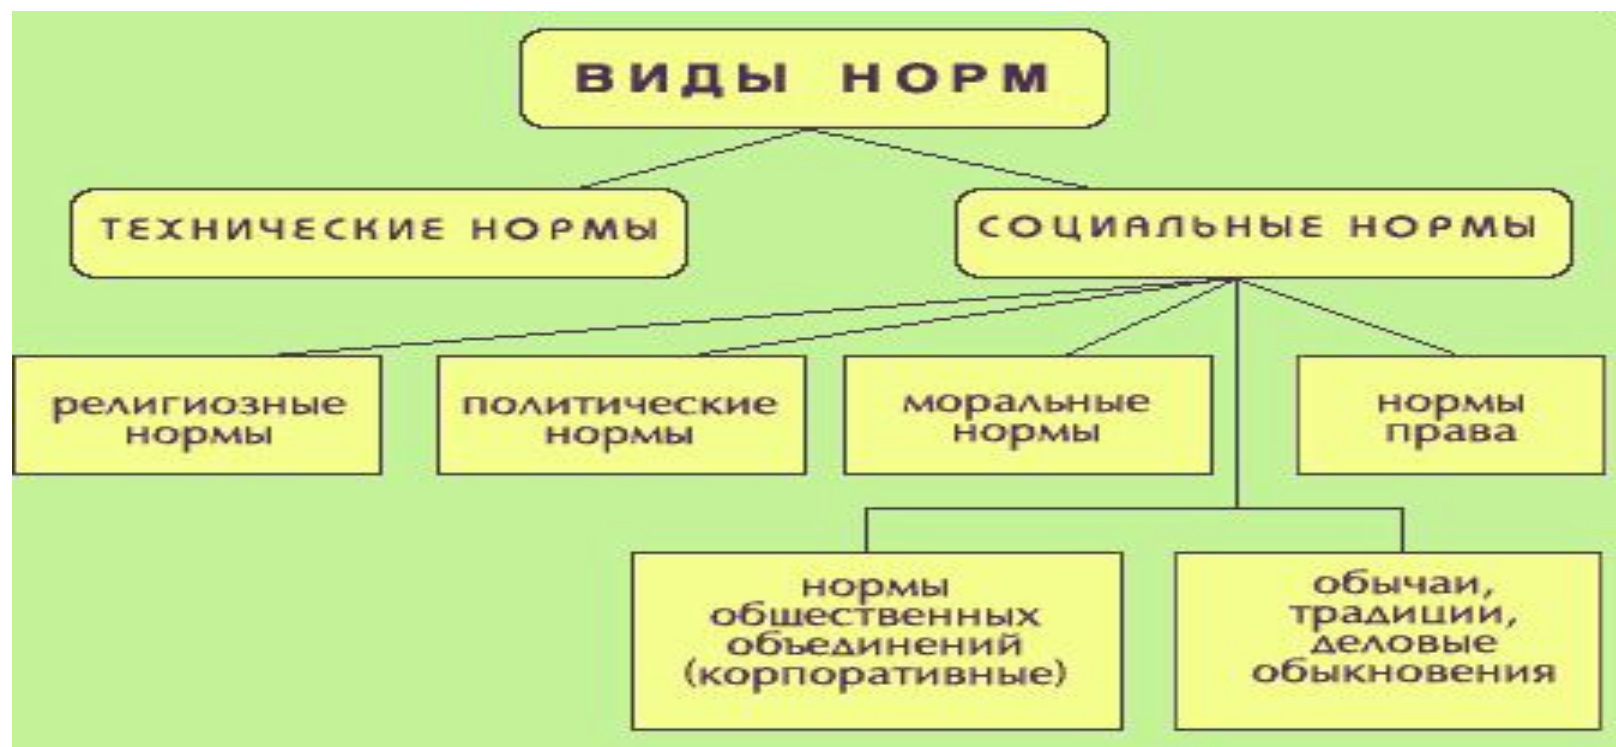 ВИДЫ НОРМ
ТЕХНИЧЕСКИЕ НОРМЫ
СОЦИАЛЬНЫЕ НОРМЫ
религиозные
нормы
политические
нормы
моральные
нормы
нормы
права
нормы
общественных
объединений
(корпоративные)
обычаи,
традиции,
деловые
обыкновения